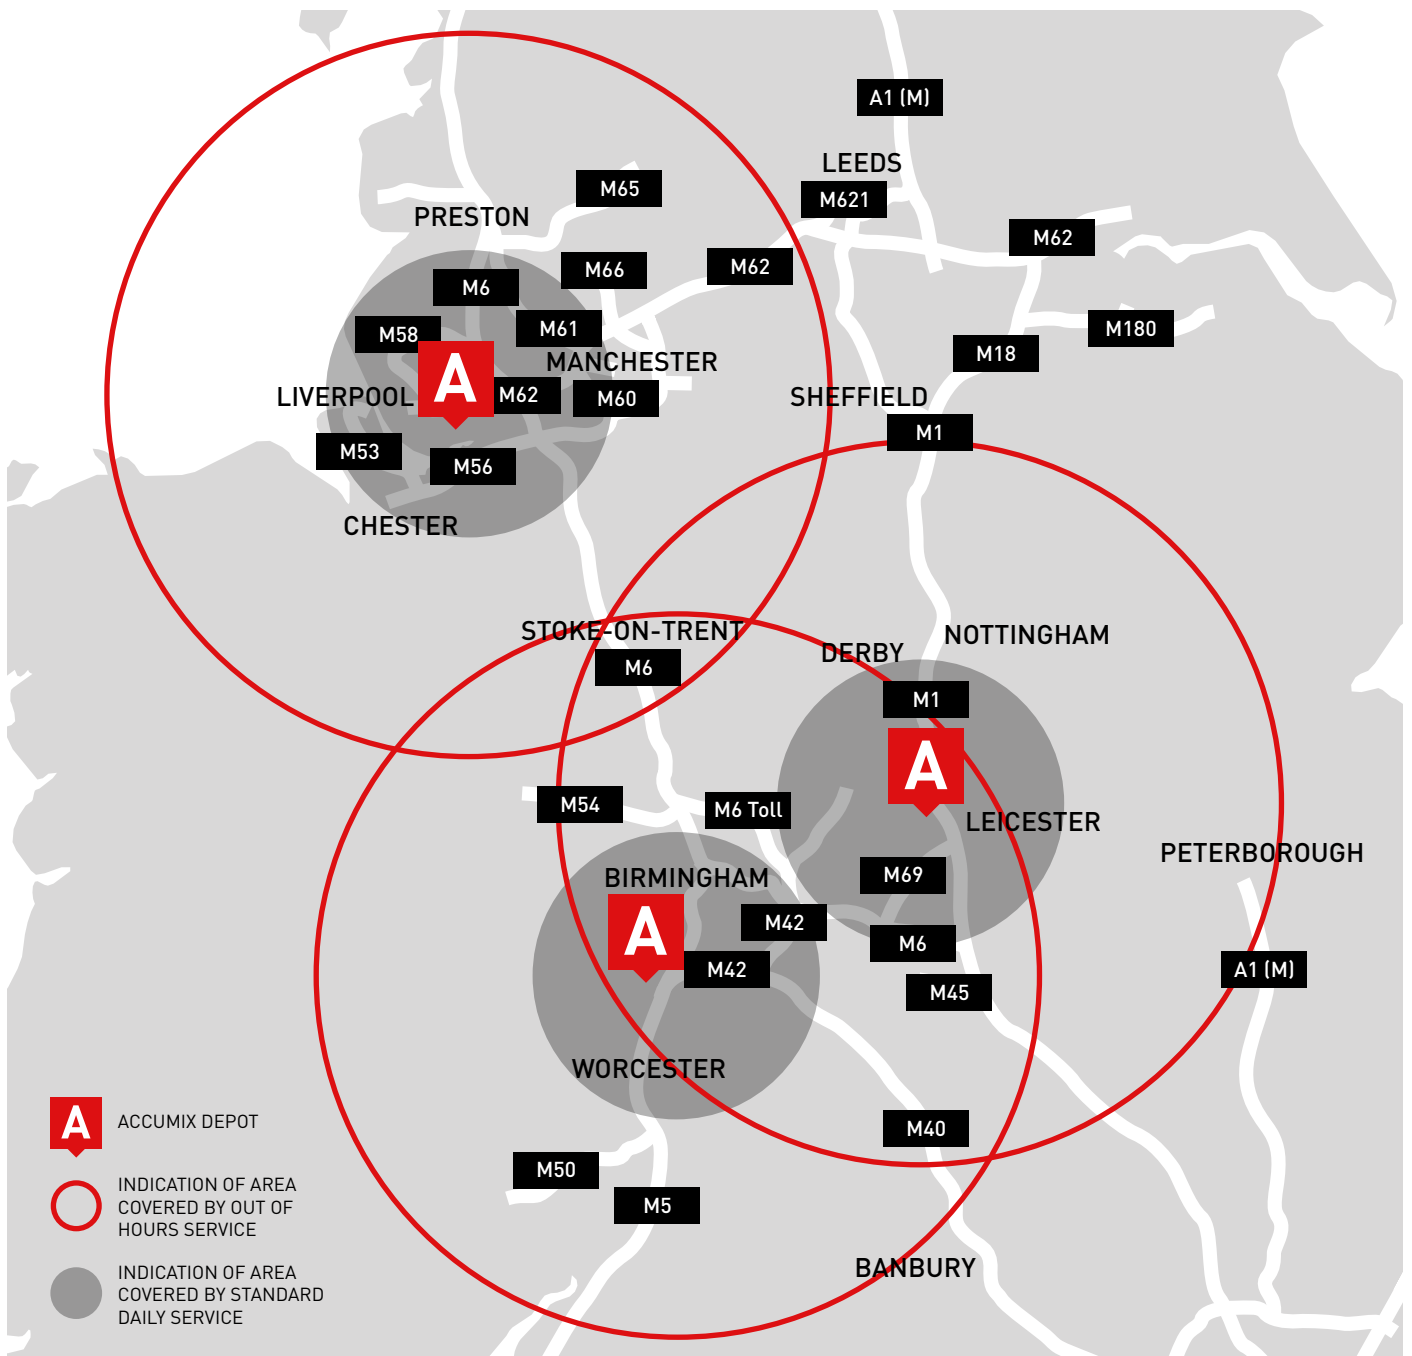 A1 (M)
LEEDS
M65
M621
PRESTON
M62
M66
M62
M6
M61
M180
M58
M18
MANCHESTER
A
LIVERPOOL
M62
M60
SHEFFIELD
M1
M53
M56
CHESTER
STOKE-ON-TRENT
NOTTINGHAM
DERBY
M6
M1
A
M54
M6 Toll
LEICESTER
PETERBOROUGH
BIRMINGHAM
M69
A
M42
M6
M42
A1 (M)
M45
WORCESTER
A
ACCUMIX DEPOT
M40
M50
INDICATION OF AREA
COVERED BY OUT OF
HOURS SERVICE
M5
BANBURY
INDICATION OF AREA
COVERED BY STANDARD
DAILY SERVICE